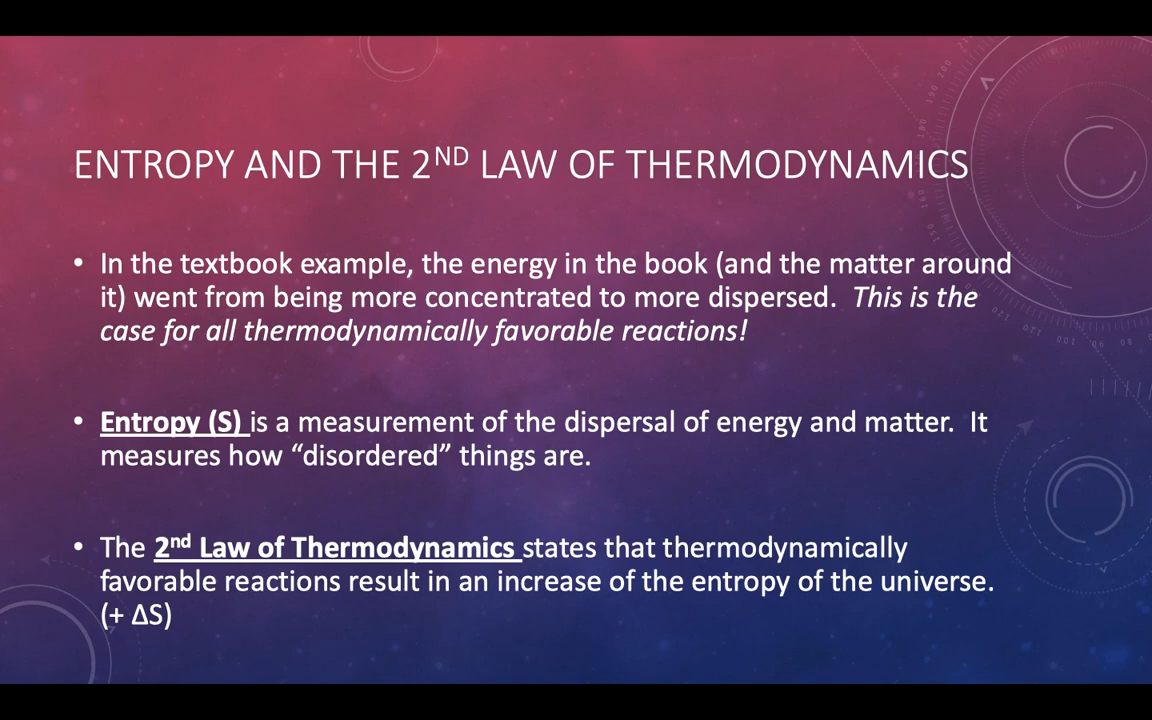 ENTROPY AND THE 2ND LAW OF THERMODYNAMICS
• In the textbook example, the energy in the book (and the matter around
it) went from being more concentrated to more dispersed. This is the
case for all thermodynamically favorable reactions!
• Entropy (S) is a measurement of the dispersal of energy and matter. It
measures how “disordered” things are.
• The 2nd Law of Thermodynamics states that thermodynamically
favorable reactions result in an increase of the entropy of the universe.
(+ ΔS)